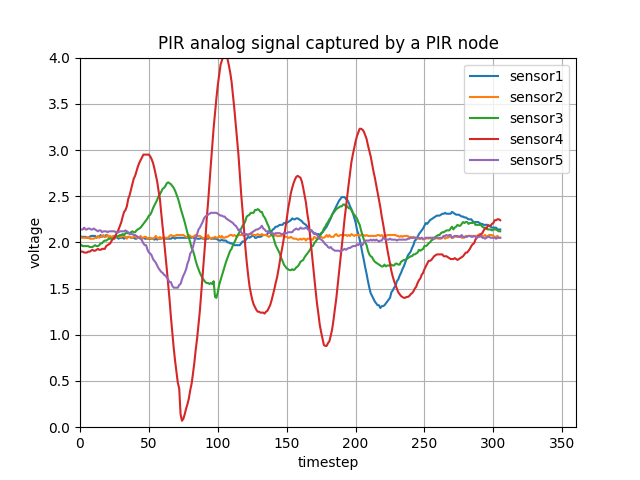 PIR analog signal captured by a PIR node
4.0
3.5
3.0
2.5
2.0
1.5
1.0
0.5
0.0
voltage
sensor1
sensor2
sensor3
sensor4
sensor5
0 50 100 150 200 250 300 350
timestep